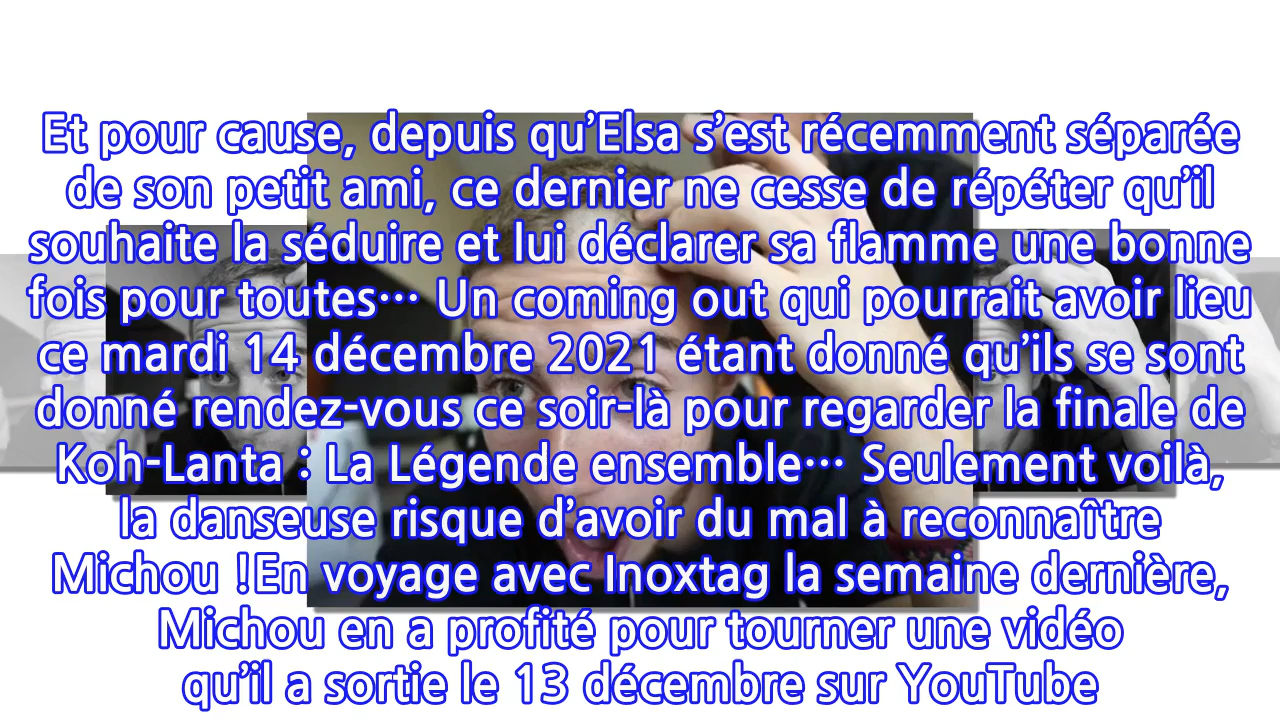 Et pour cause, depuis qu’Elsa s’est récemment séparée
de son petit ami, ce dernier ne cesse de répéter qu’il
souhaite la séduire et lui déclarer sa flamme une bonne
fois pour toutes… Un coming out qui pourrait avoir lieu
ce mardi 14 décembre 2021 étant donné qu’ils se sont
donné rendez-vous ce soir-là pour regarder la finale de
Koh-Lanta : La Légende ensemble… Seulement voilà,
la danseuse risque d’avoir du mal à reconnaître
Michou !En voyage avec Inoxtag la semaine dernière,
Michou en a profité pour tourner une vidéo
qu’il a sortie le 13 décembre sur YouTube